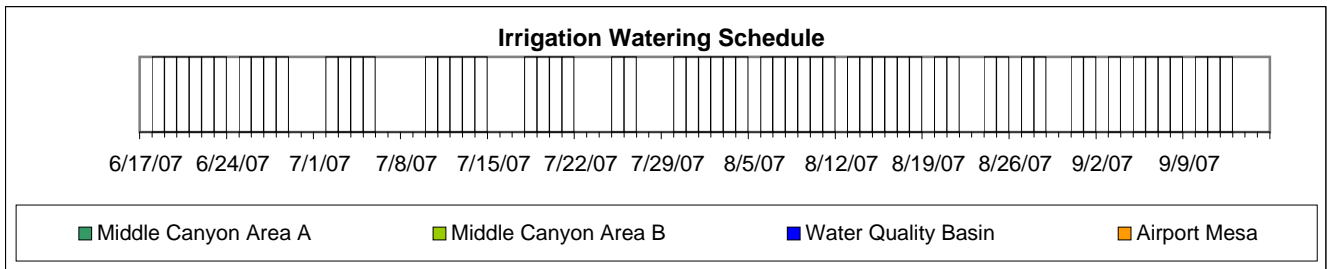 Irrigation Watering Schedule
6/17/07 6/24/07 7/1/07 7/8/07 7/15/07 7/22/07 7/29/07 8/5/07 8/12/07 8/19/07 8/26/07 9/2/07 9/9/07
Middle Canyon Area A Middle Canyon Area B Water Quality Basin Airport Mesa